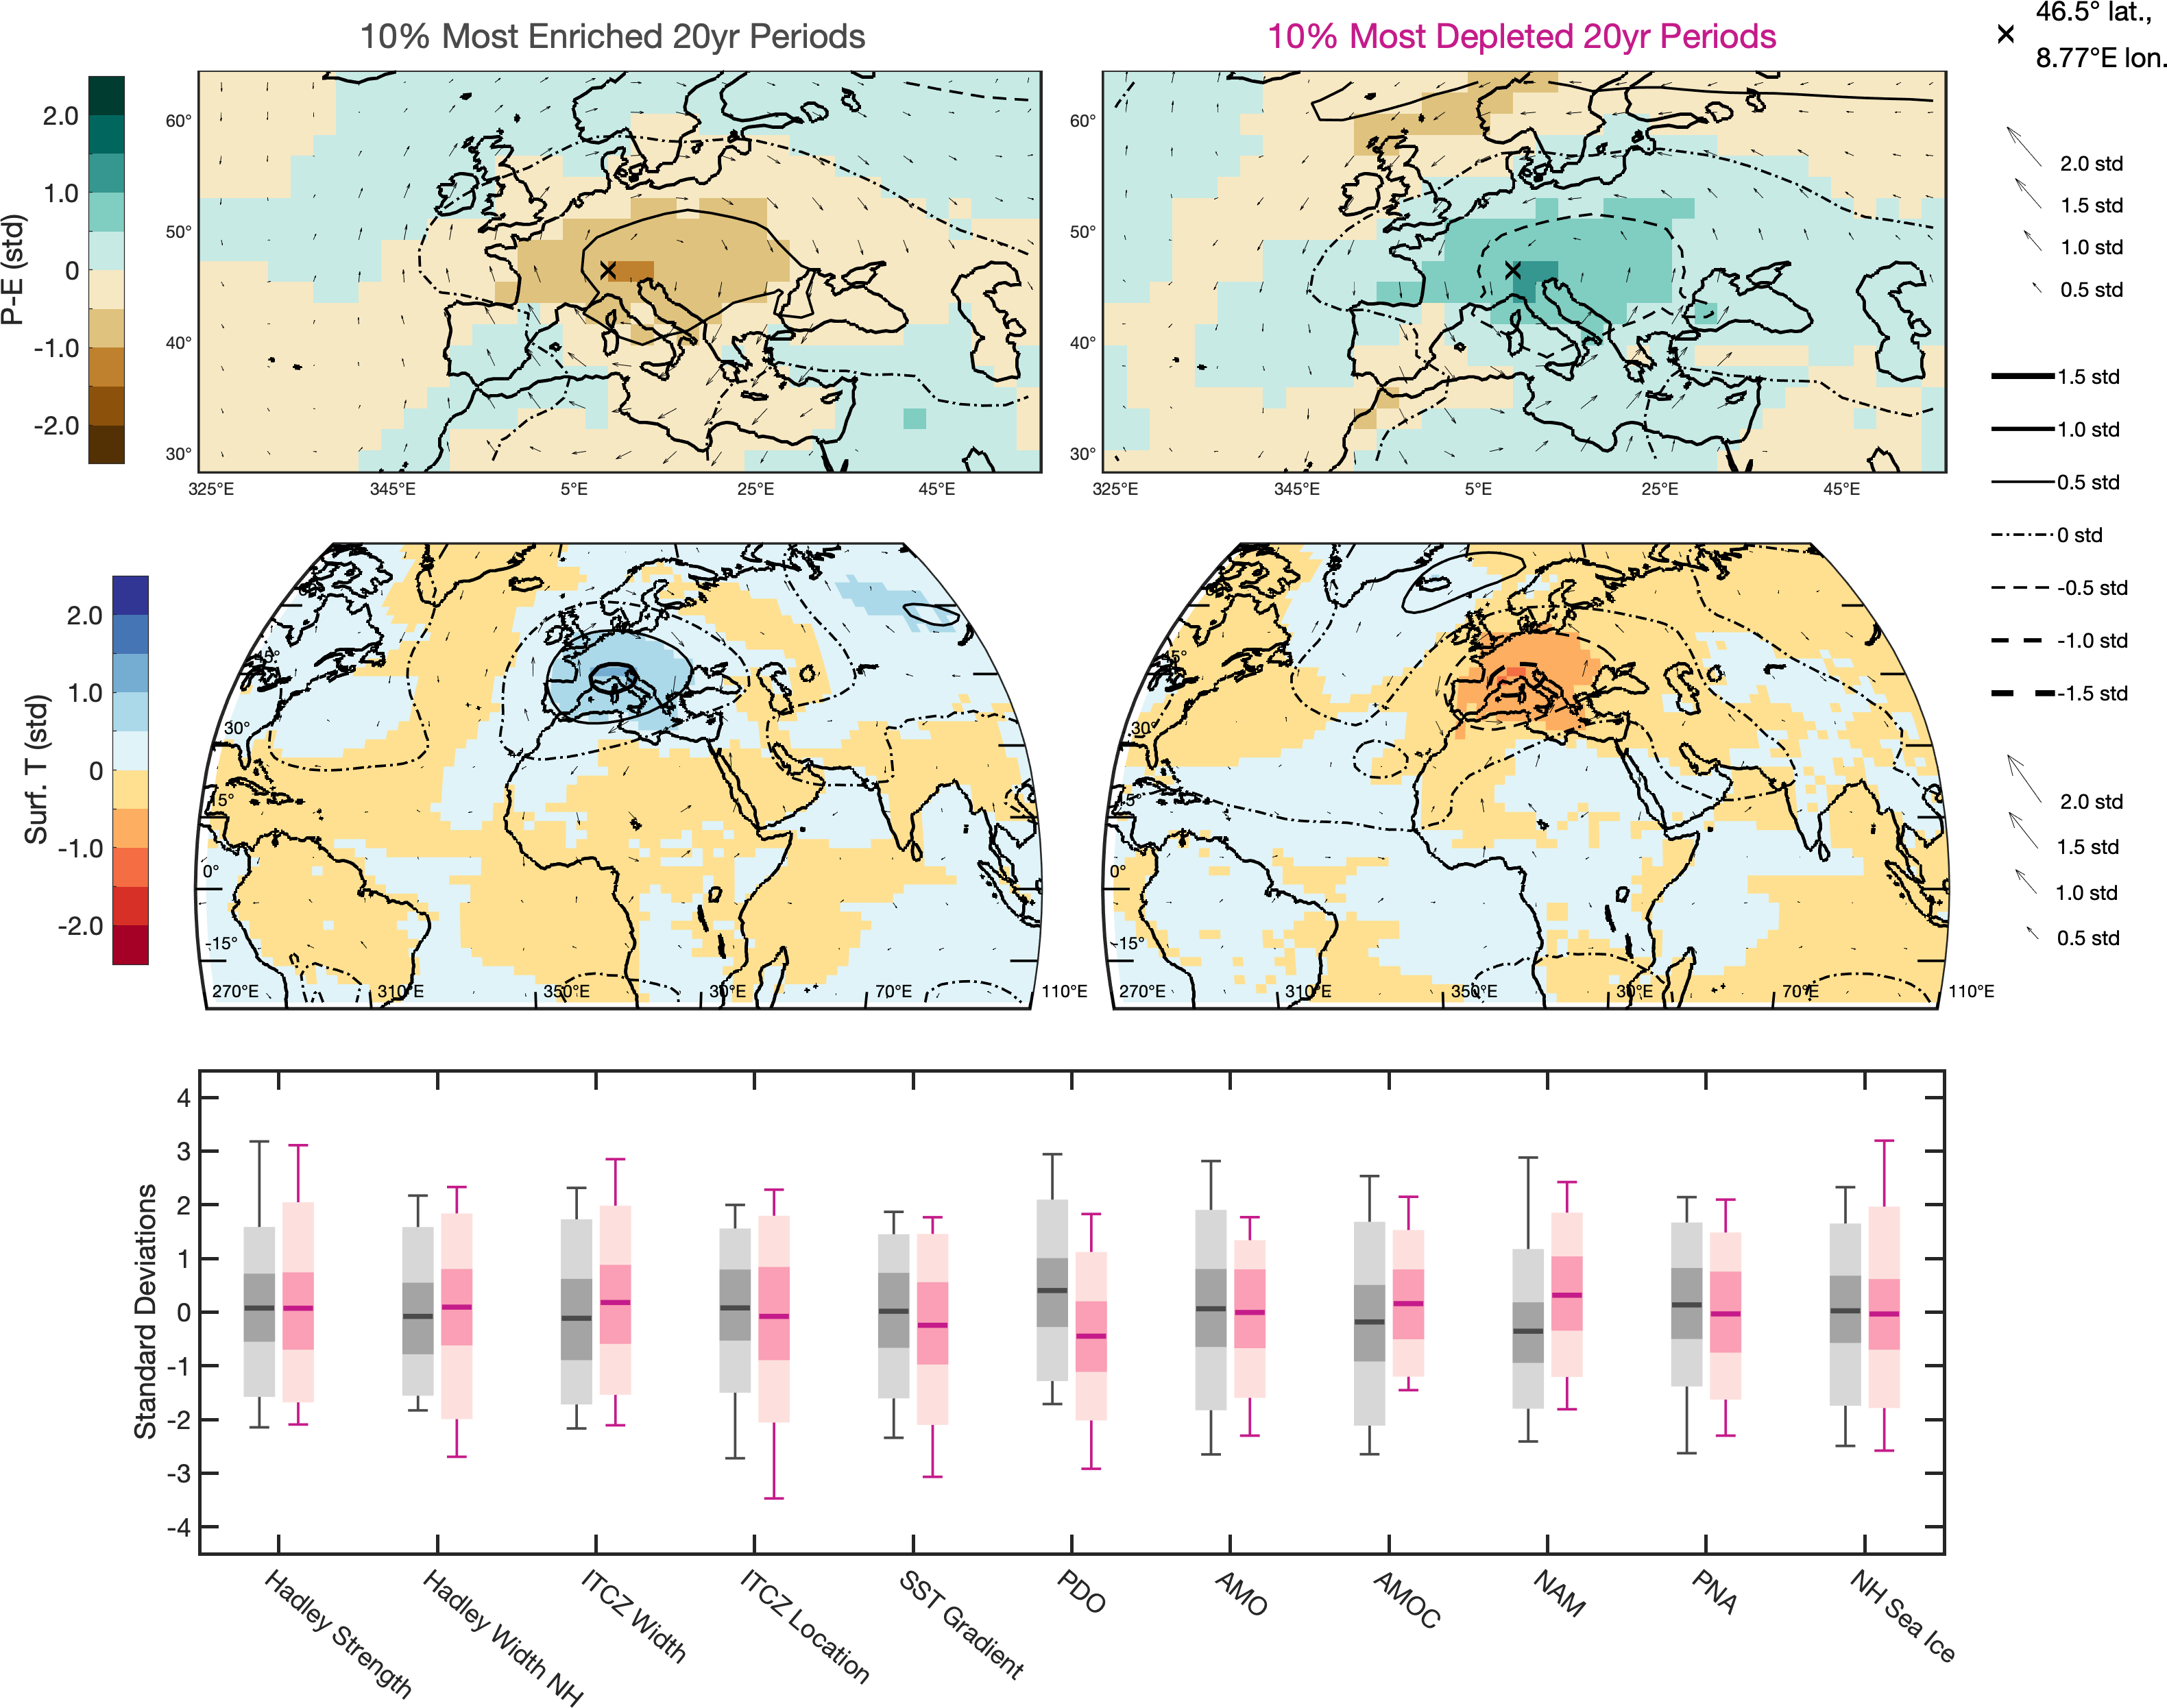 10% Most Enriched 20yr Periods
10% Most Depleted 20yr Periods
46.5° lat.,
8.77°E lon.
P-E (std)
2.0
1.0
0
-1.0
-2.0
60°
50°
40°
30°
325°E 345°E 5°E 25°E 45°E
60°
50°
40°
30°
325°E 345°E 5°E 25°E 45°E
2.0 std
1.5 std
1.0 std
0.5 std
1.5 std
1.0 std
0.5 std
0 std
-0.5 std
-1.0 std
-1.5 std
Surf. T (std)
2.0
1.0
0
-1.0
-2.0
30°
15°
0°
-15°
270°E 310°E 350°E 30°E 70°E 110°E
30°
15°
0°
-15°
270°E 310°E 350°E 30°E 70°E 110°E
2.0 std
1.5 std
1.0 std
0.5 std
Standard Deviations
4
3
2
1
0
-1
-2
-3
-4
Hadley Strength
Hadley Width NH
ITCZ Width
ITCZ Location
SST Gradient
PDO
AMO
AMOC
NAM
PNA
NH Sea Ice